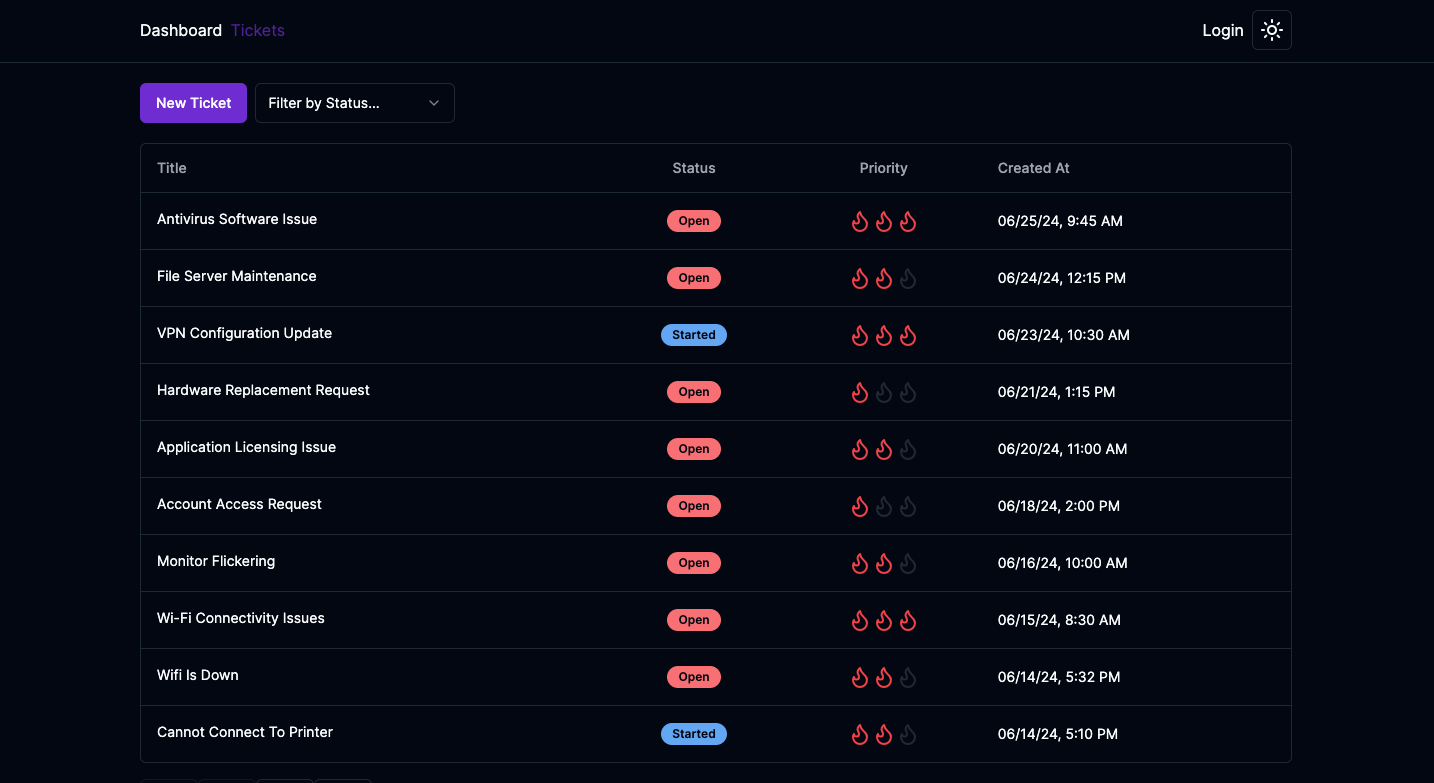 Dashboard Tickets Login
New Ticket Filter by Status...
Title Status Priority Created At
Antivirus Software Issue Open 06/25/24, 9:45 AM
File Server Maintenance Open 06/24/24, 12:15 PM
VPN Configuration Update Started 06/23/24, 10:30 AM
Hardware Replacement Request Open 06/21/24, 1:15 PM
Application Licensing Issue Open 06/20/24, 11:00 AM
Account Access Request Open 06/18/24, 2:00 PM
Monitor Flickering Open 06/16/24, 10:00 AM
Wi-Fi Connectivity Issues Open 06/15/24, 8:30 AM
Wifi Is Down Open 06/14/24, 5:32 PM
Cannot Connect To Printer Started 06/14/24, 5:10 PM